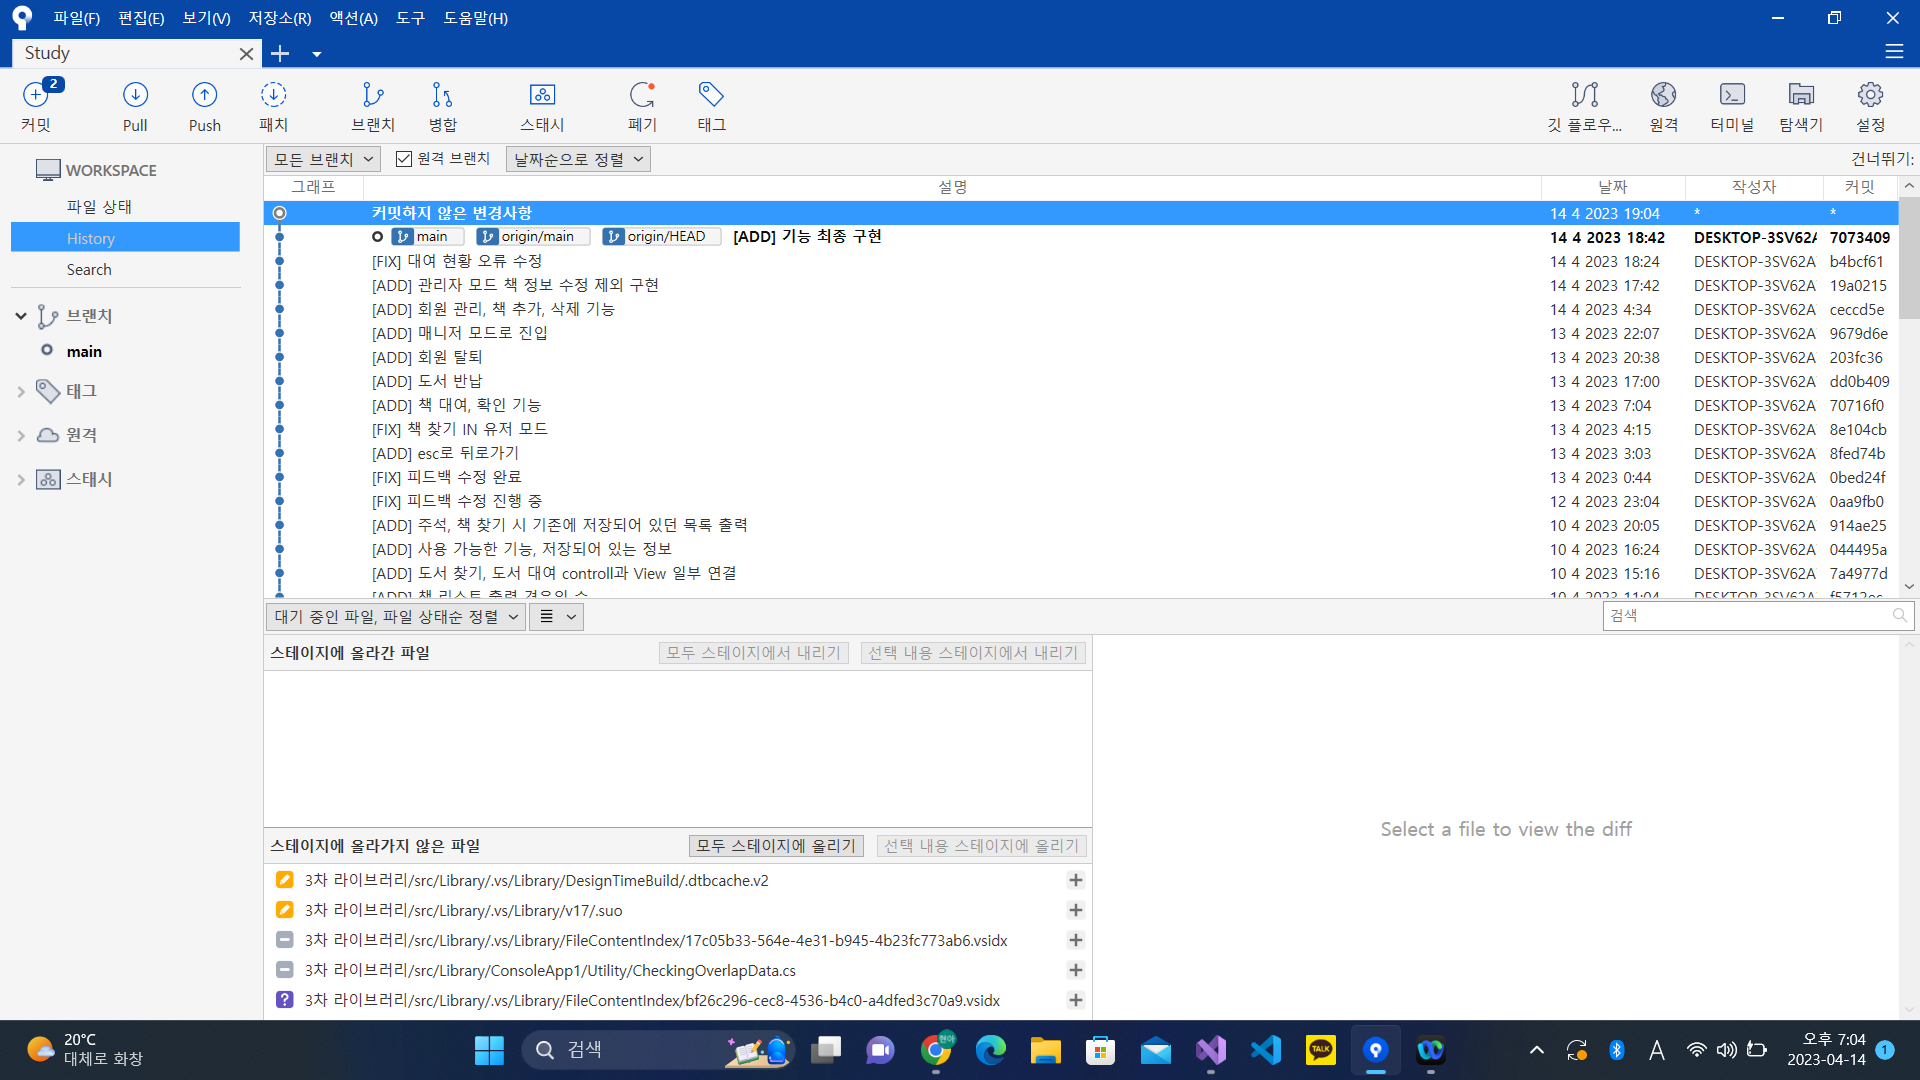 파일(F) 편집(E) 보기(V) 저장소(R) 액션(A) 도구 도움말(H)
Study
2
커밋 Pull Push 패치 브랜치 병합 스태시 폐기 태그 깃 플로우... 원격 터미널 탐색기 설정
WORKSPACE
파일 상태
History
Search
브랜치
main
태그
원격
스태시
모든 브랜치 원격 브랜치 날짜순으로 정렬 건너뛰기:
그래프 설명 날짜 작성자 커밋
커밋하지 않은 변경사항 14 4 2023 19:04 * *
main origin/main origin/HEAD [ADD] 기능 최종 구현 14 4 2023 18:42 DESKTOP-3SV62A 7073409
[FIX] 대여 현황 오류 수정 14 4 2023 18:24 DESKTOP-3SV62A b4bcf61
[ADD] 관리자 모드 책 정보 수정 제외 구현 14 4 2023 17:42 DESKTOP-3SV62A 19a0215
[ADD] 회원 관리, 책 추가, 삭제 기능 14 4 2023 4:34 DESKTOP-3SV62A ceccd5e
[ADD] 매니저 모드로 진입 13 4 2023 22:07 DESKTOP-3SV62A 9679d6e
[ADD] 회원 탈퇴 13 4 2023 20:38 DESKTOP-3SV62A 203fc36
[ADD] 도서 반납 13 4 2023 17:00 DESKTOP-3SV62A dd0b409
[ADD] 책 대여, 확인 기능 13 4 2023 7:04 DESKTOP-3SV62A 70716f0
[FIX] 책 찾기 IN 유저 모드 13 4 2023 4:15 DESKTOP-3SV62A 8e104cb
[ADD] esc로 뒤로가기 13 4 2023 3:03 DESKTOP-3SV62A 8fed74b
[FIX] 피드백 수정 완료 13 4 2023 0:44 DESKTOP-3SV62A 0bed24f
[FIX] 피드백 수정 진행 중 12 4 2023 23:04 DESKTOP-3SV62A 0aa9fb0
[ADD] 주석, 책 찾기 시 기존에 저장되어 있던 목록 출력 10 4 2023 20:05 DESKTOP-3SV62A 914ae25
[ADD] 사용 가능한 기능, 저장되어 있는 정보 10 4 2023 16:24 DESKTOP-3SV62A 044495a
[ADD] 도서 찾기, 도서 대여 controll과 View 일부 연결 10 4 2023 15:16 DESKTOP-3SV62A 7a4977d
[ADD] 책 리스트 출력 경우의 수 10 4 2023 11:04 DESKTOP-3SV62A f5712ec
대기 중인 파일, 파일 상태순 정렬 검색
스테이지에 올라간 파일 모두 스테이지에서 내리기 선택 내용 스테이지에서 내리기
Select a file to view the diff
스테이지에 올라가지 않은 파일 모두 스테이지에 올리기 선택 내용 스테이지에 올리기
3차 라이브러리/src/Library/.vs/Library/DesignTimeBuild/.dtbcache.v2
3차 라이브러리/src/Library/.vs/Library/v17/.suo
3차 라이브러리/src/Library/.vs/Library/FileContentIndex/17c05b33-564e-4e31-b945-4b23fc773ab6.vsidx
3차 라이브러리/src/Library/ConsoleApp1/Utility/CheckingOverlapData.cs
3차 라이브러리/src/Library/.vs/Library/FileContentIndex/bf26c296-cec8-4536-b4c0-a4dfed3c70a9.vsidx
20°C
대체로 화창
검색
현아
TALK
A
오후 7:04
2023-04-14
1